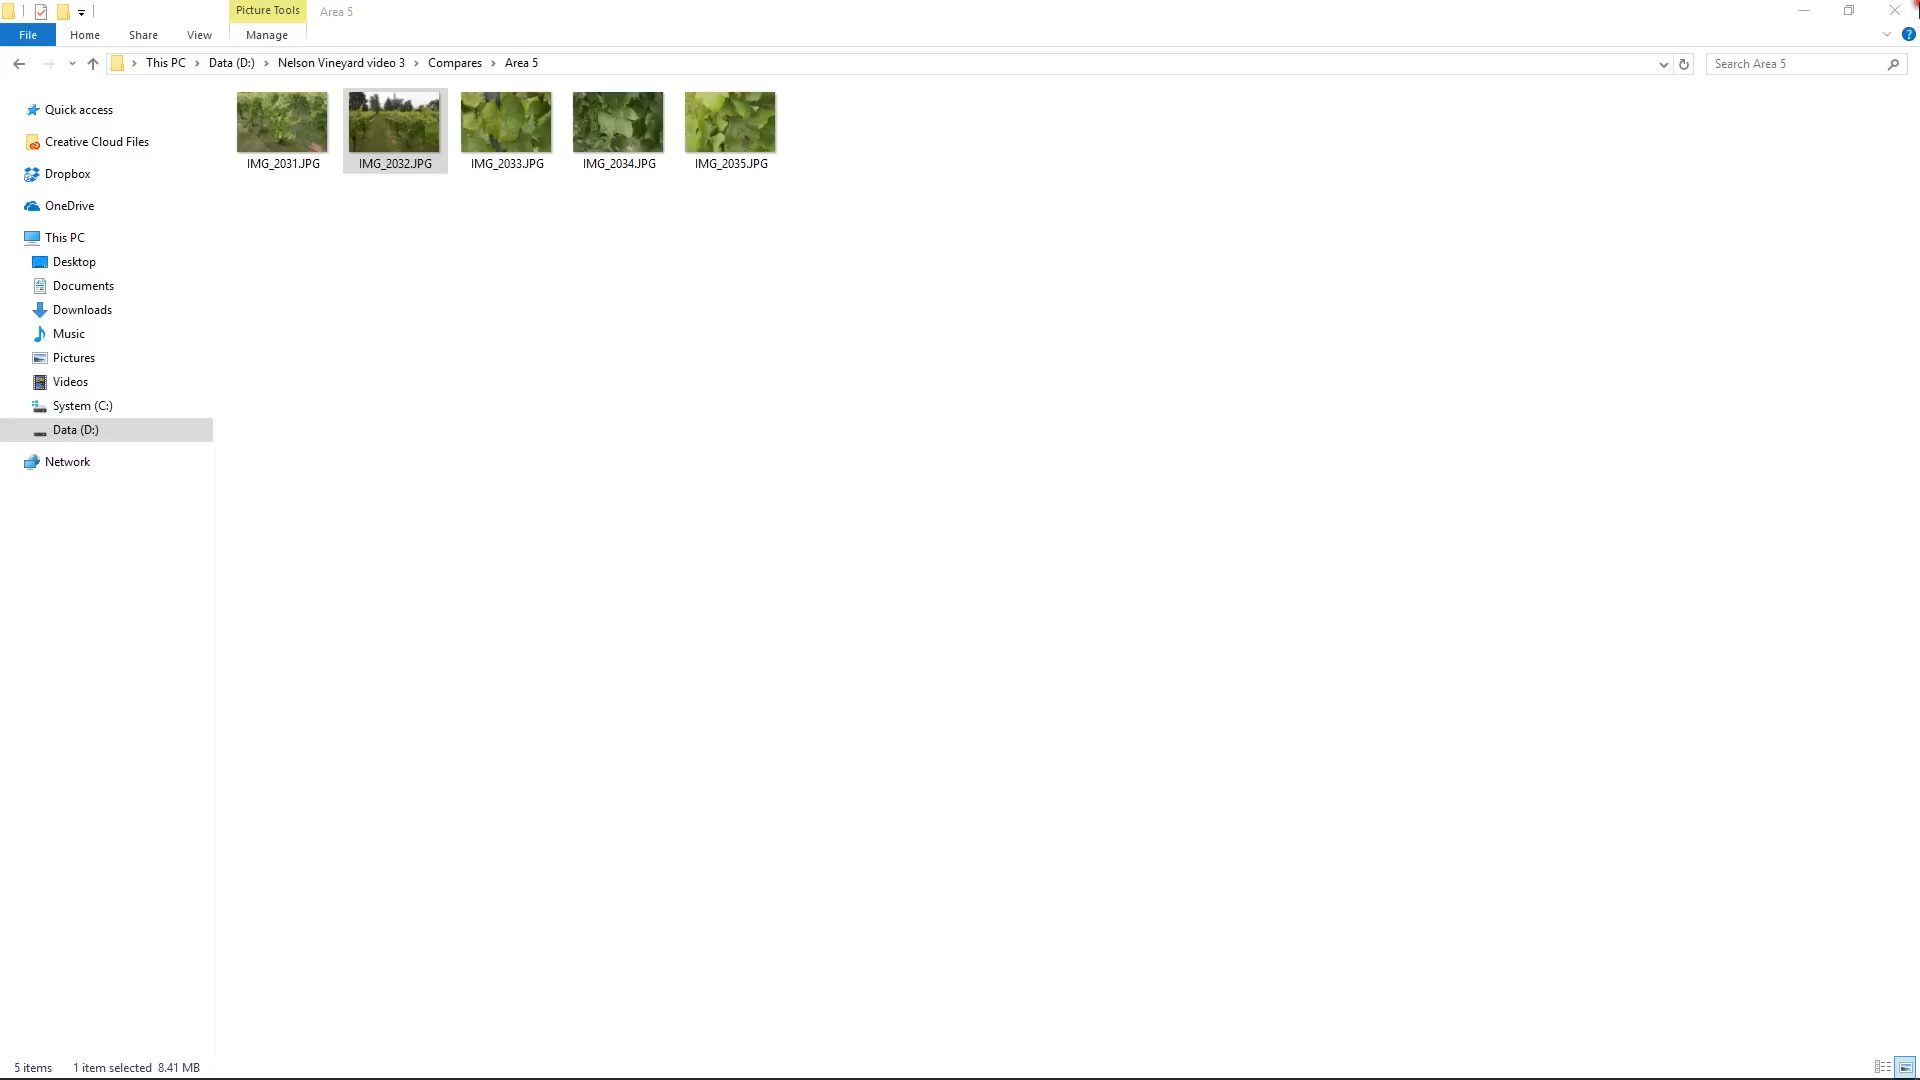 Picture Tools
Area 5
File
Home
Share
View
Manage
This PC
Data (D:)
Nelson Vineyard video 3
Compares
Area 5
Search Area 5
Quick access
Creative Cloud Files
Dropbox
OneDrive
This PC
Desktop
Documents
Downloads
Music
Pictures
Videos
System (C:)
Data (D:)
Network
IMG_2031.JPG
IMG_2032.JPG
IMG_2033.JPG
IMG_2034.JPG
IMG_2035.JPG
5 items
1 item selected 8.41 MB